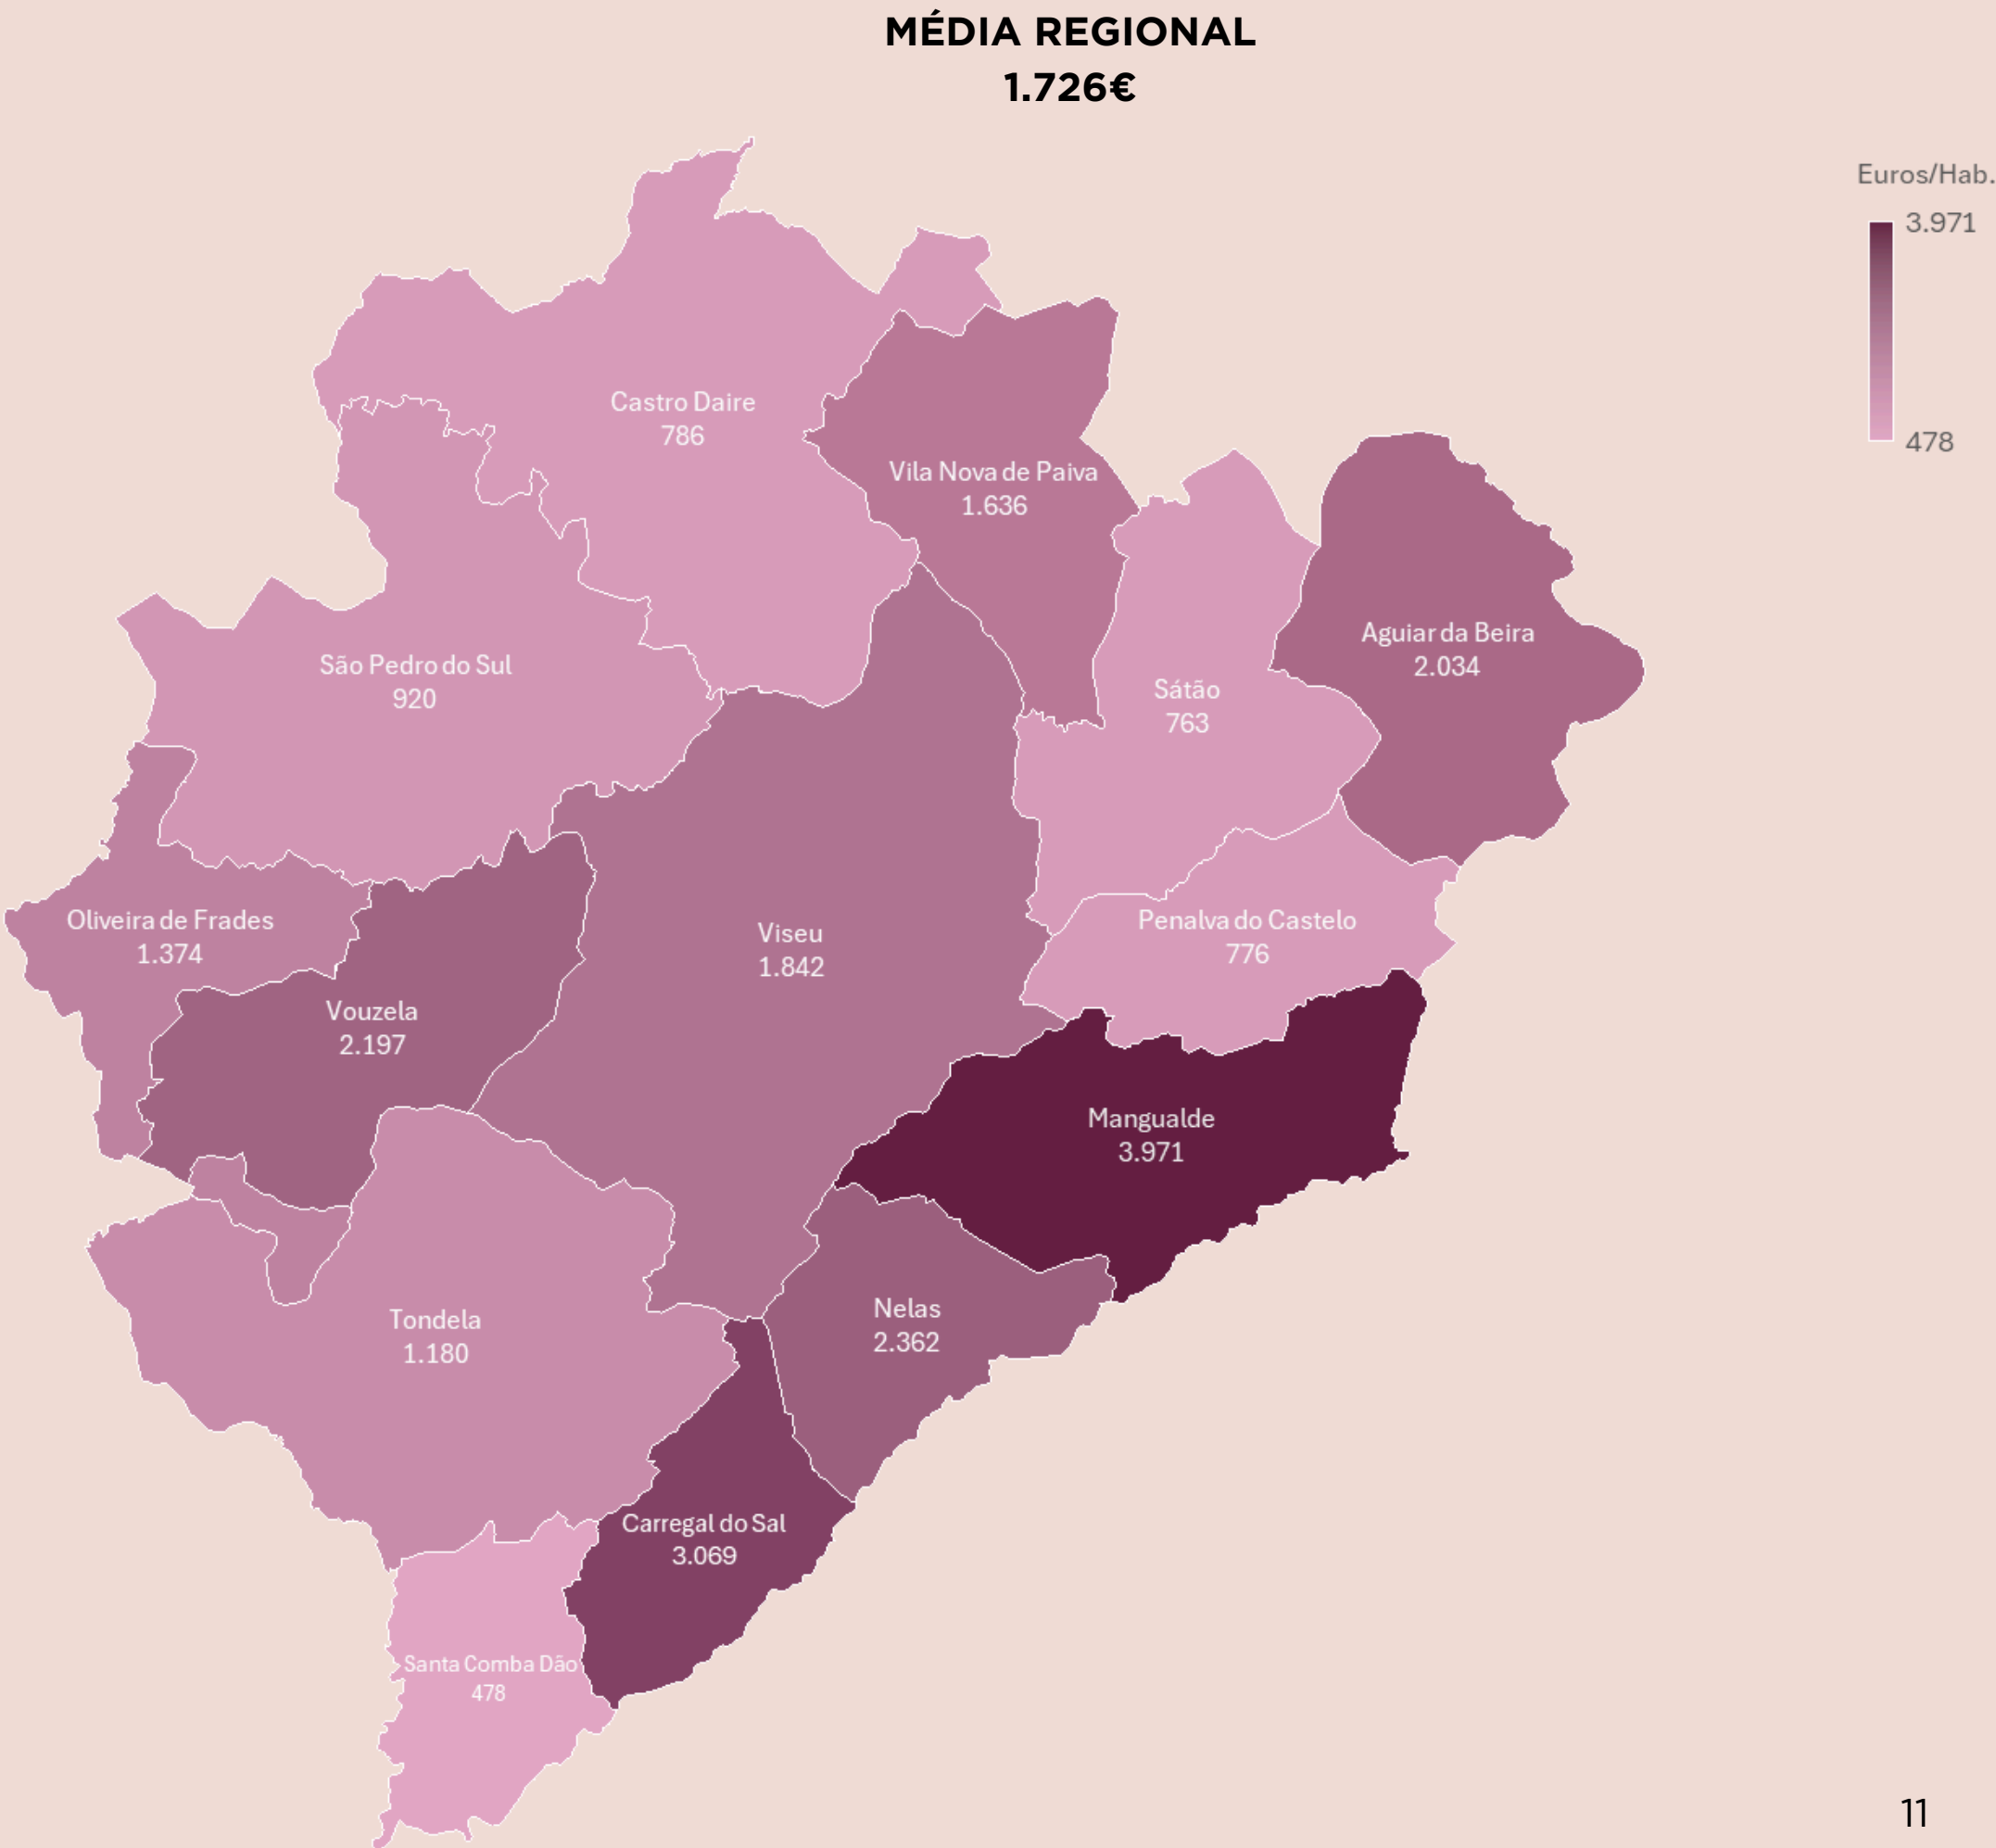 MÉDIA REGIONAL
1.726€
Euros/Hab.
3.971
478
Castro Daire
786
Vila Nova de Paiva
1.636
Aguiar da Beira
2.034
São Pedro do Sul
920
Sátão
763
Oliveira de Frades
1.374
Viseu
1.842
Penalva do Castelo
776
Vouzela
2.197
Mangualde
3.971
Nelas
2.362
Tondela
1.180
Carregal do Sal
3.069
Santa Comba Dão
478
11